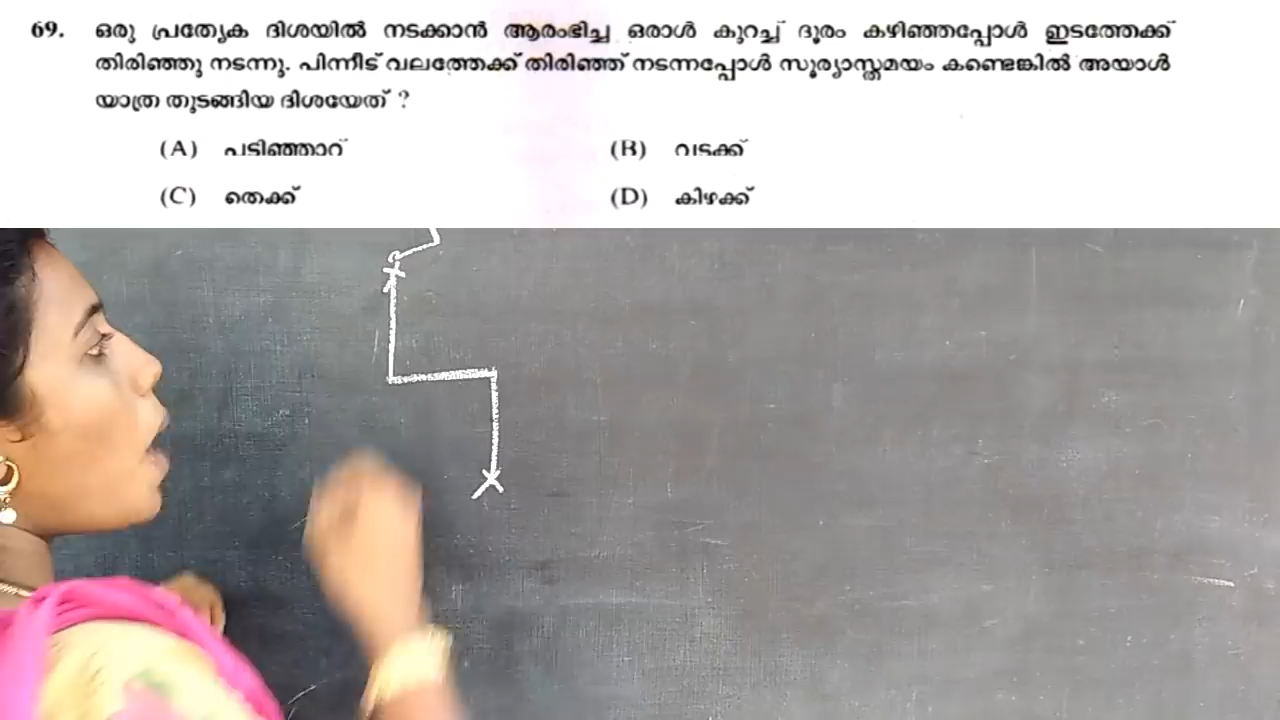 69. ഒരു പ്രത്യേക ദിശയിൽ നടക്കാൻ ആരംഭിച്ച ഒരാൾ കുറച്ച് ദൂരം കഴിഞ്ഞപ്പോൾ ഇടത്തേക്ക്
തിരിഞ്ഞു നടന്നു. പിന്നീട് വലത്തേക്ക് തിരിഞ്ഞ് നടന്നപ്പോൾ സൂര്യാസ്തമയം കണ്ടെങ്കിൽ അയാൾ
യാത്ര തുടങ്ങിയ ദിശയേത് ?
(A) പടിഞ്ഞാറ് (B) വടക്ക്
(C) തെക്ക് (D) കിഴക്ക്